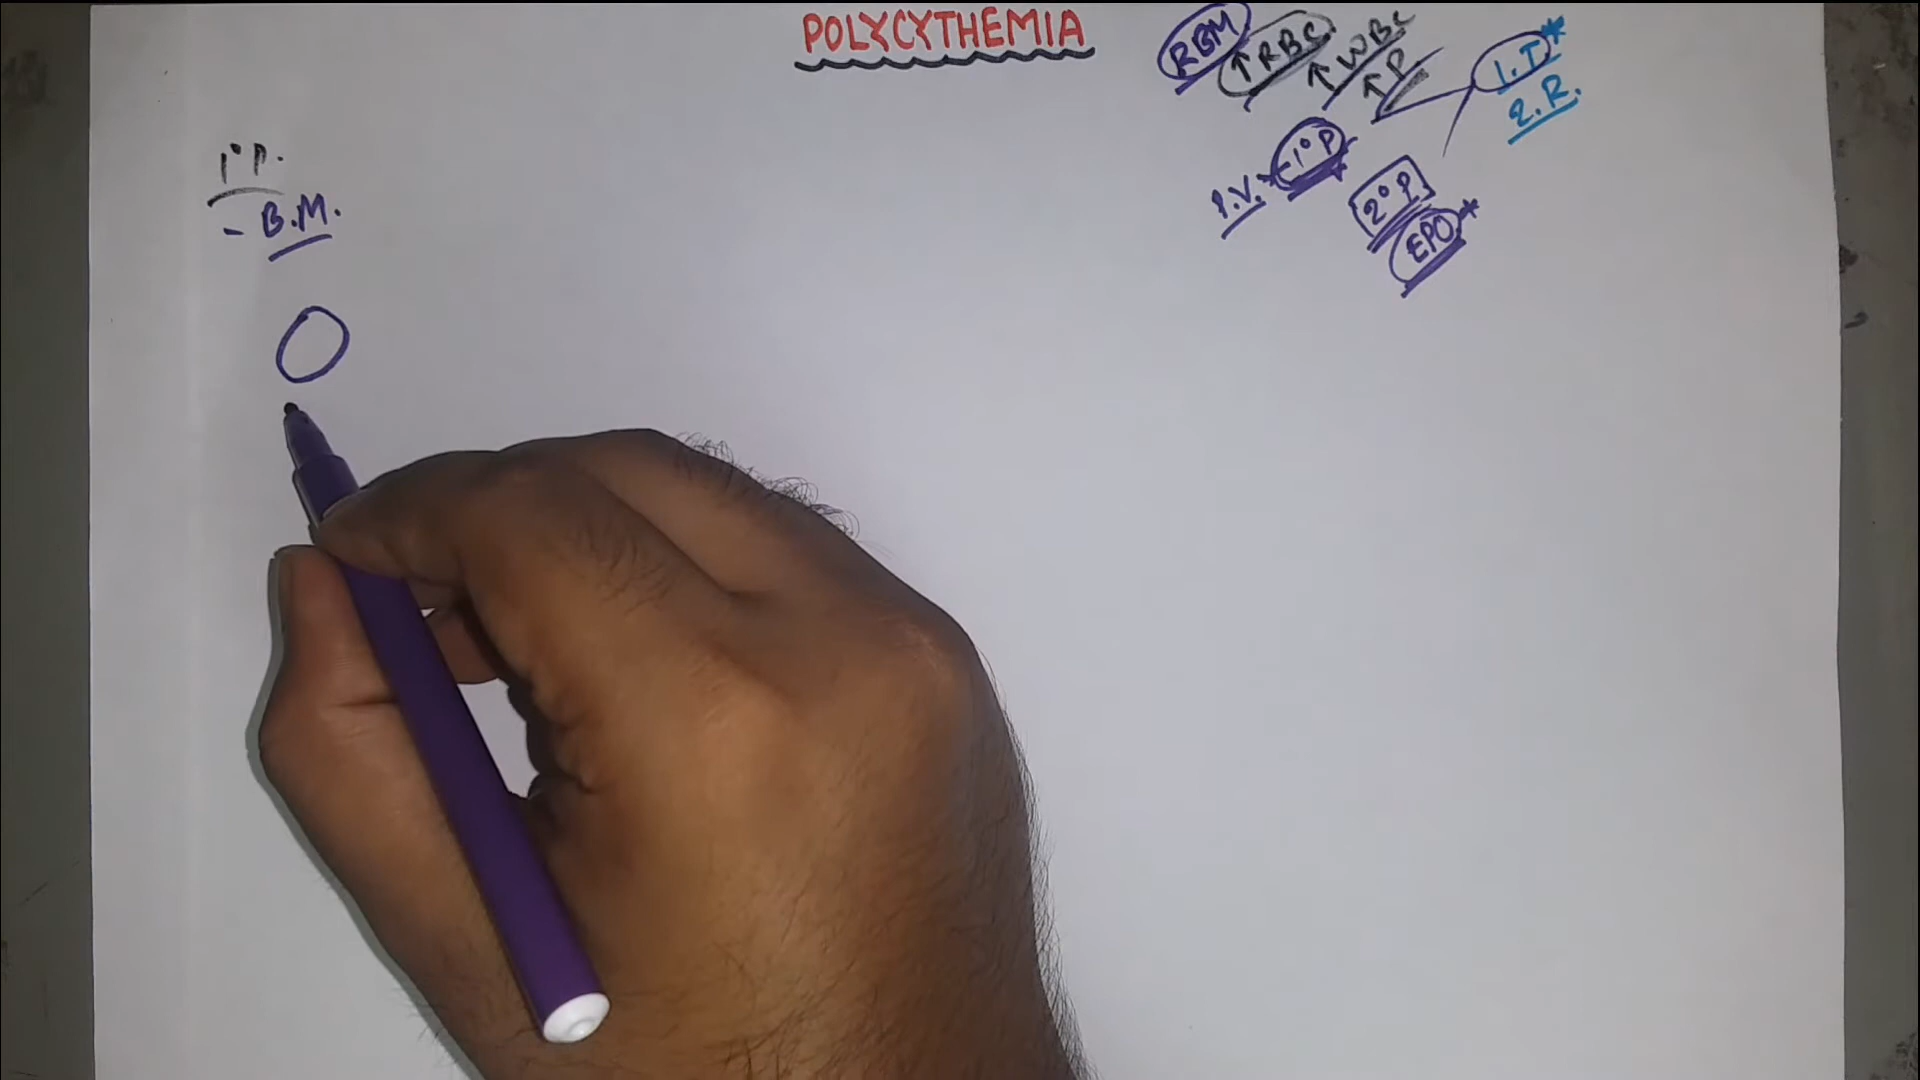 POLYCYTHEMIA
RBM ↑RBC ↑WBC ↑P
1.T*
2.R.
1°P.
- B.M.
P.V. 1°P
2°P
EPO*